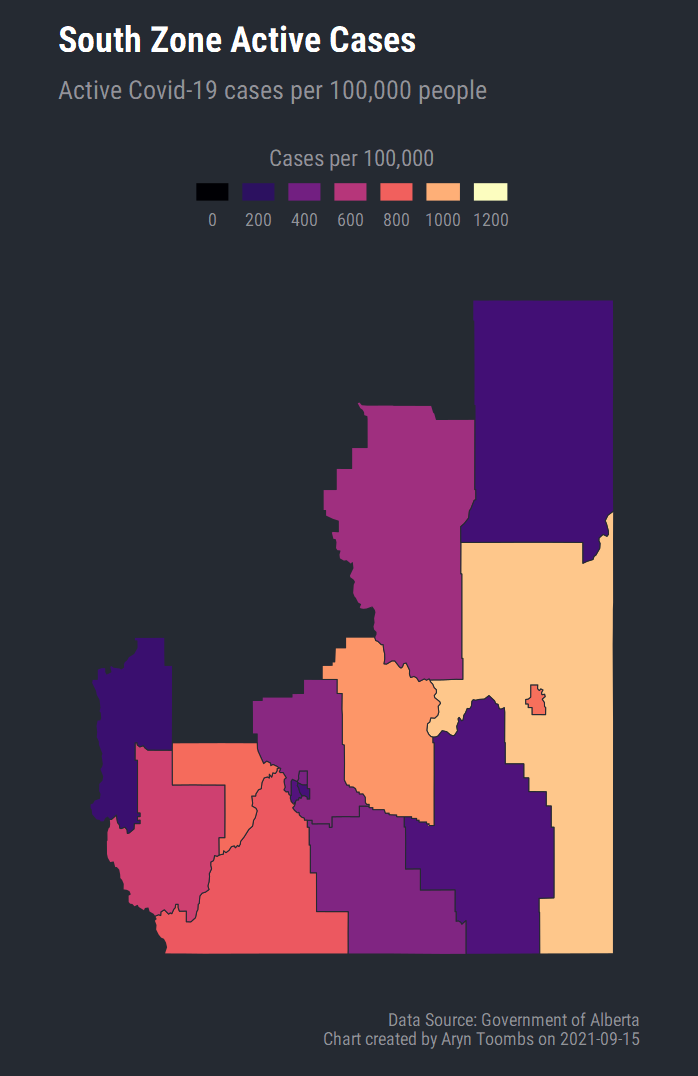 South Zone Active Cases
Active Covid-19 cases per 100,000 people
Cases per 100,000
0 200 400 600 800 1000 1200
Data Source: Government of Alberta
Chart created by Aryn Toombs on 2021-09-15